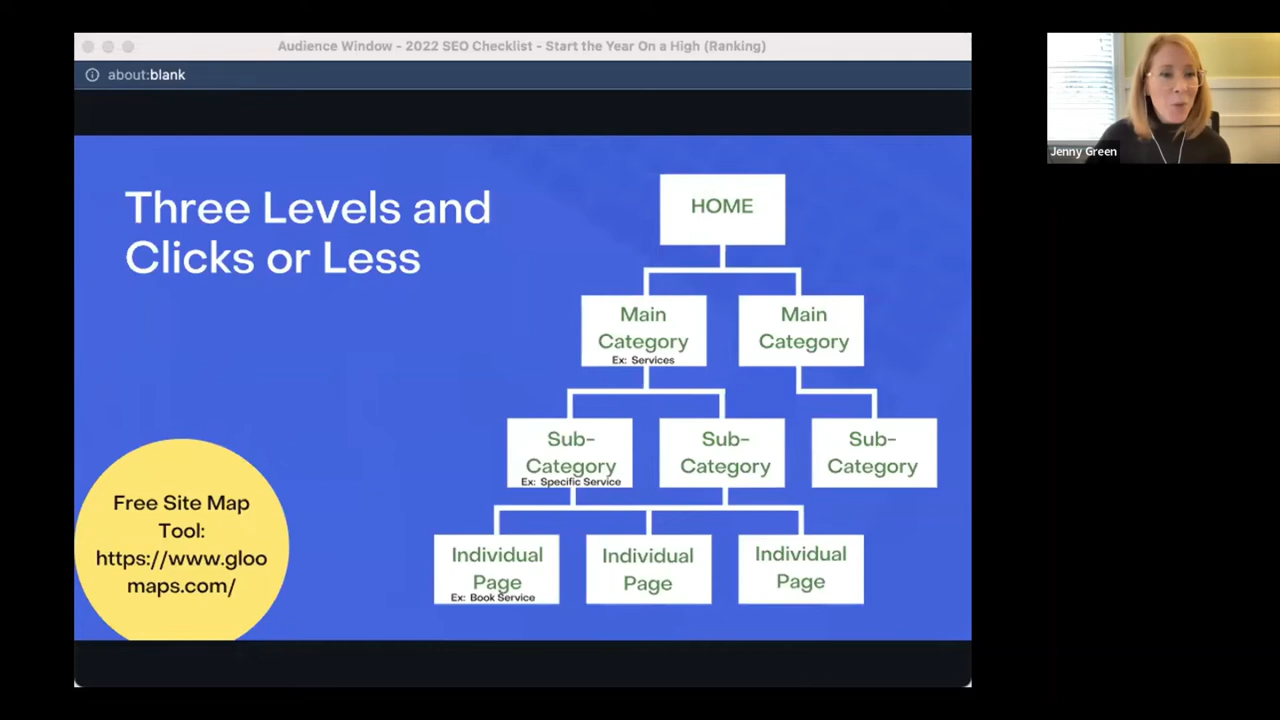 Audience Window - 2022 SEO Checklist - Start the Year On a High (Ranking)
about:blank
Three Levels and
Clicks or Less
HOME
Main
Category
Ex: Services
Main
Category
Sub-
Category
Ex: Specific Service
Sub-
Category
Sub-
Category
Individual
Page
Ex: Book Service
Individual
Page
Individual
Page
Free Site Map
Tool:
https://www.gloo
maps.com/
Jenny Green